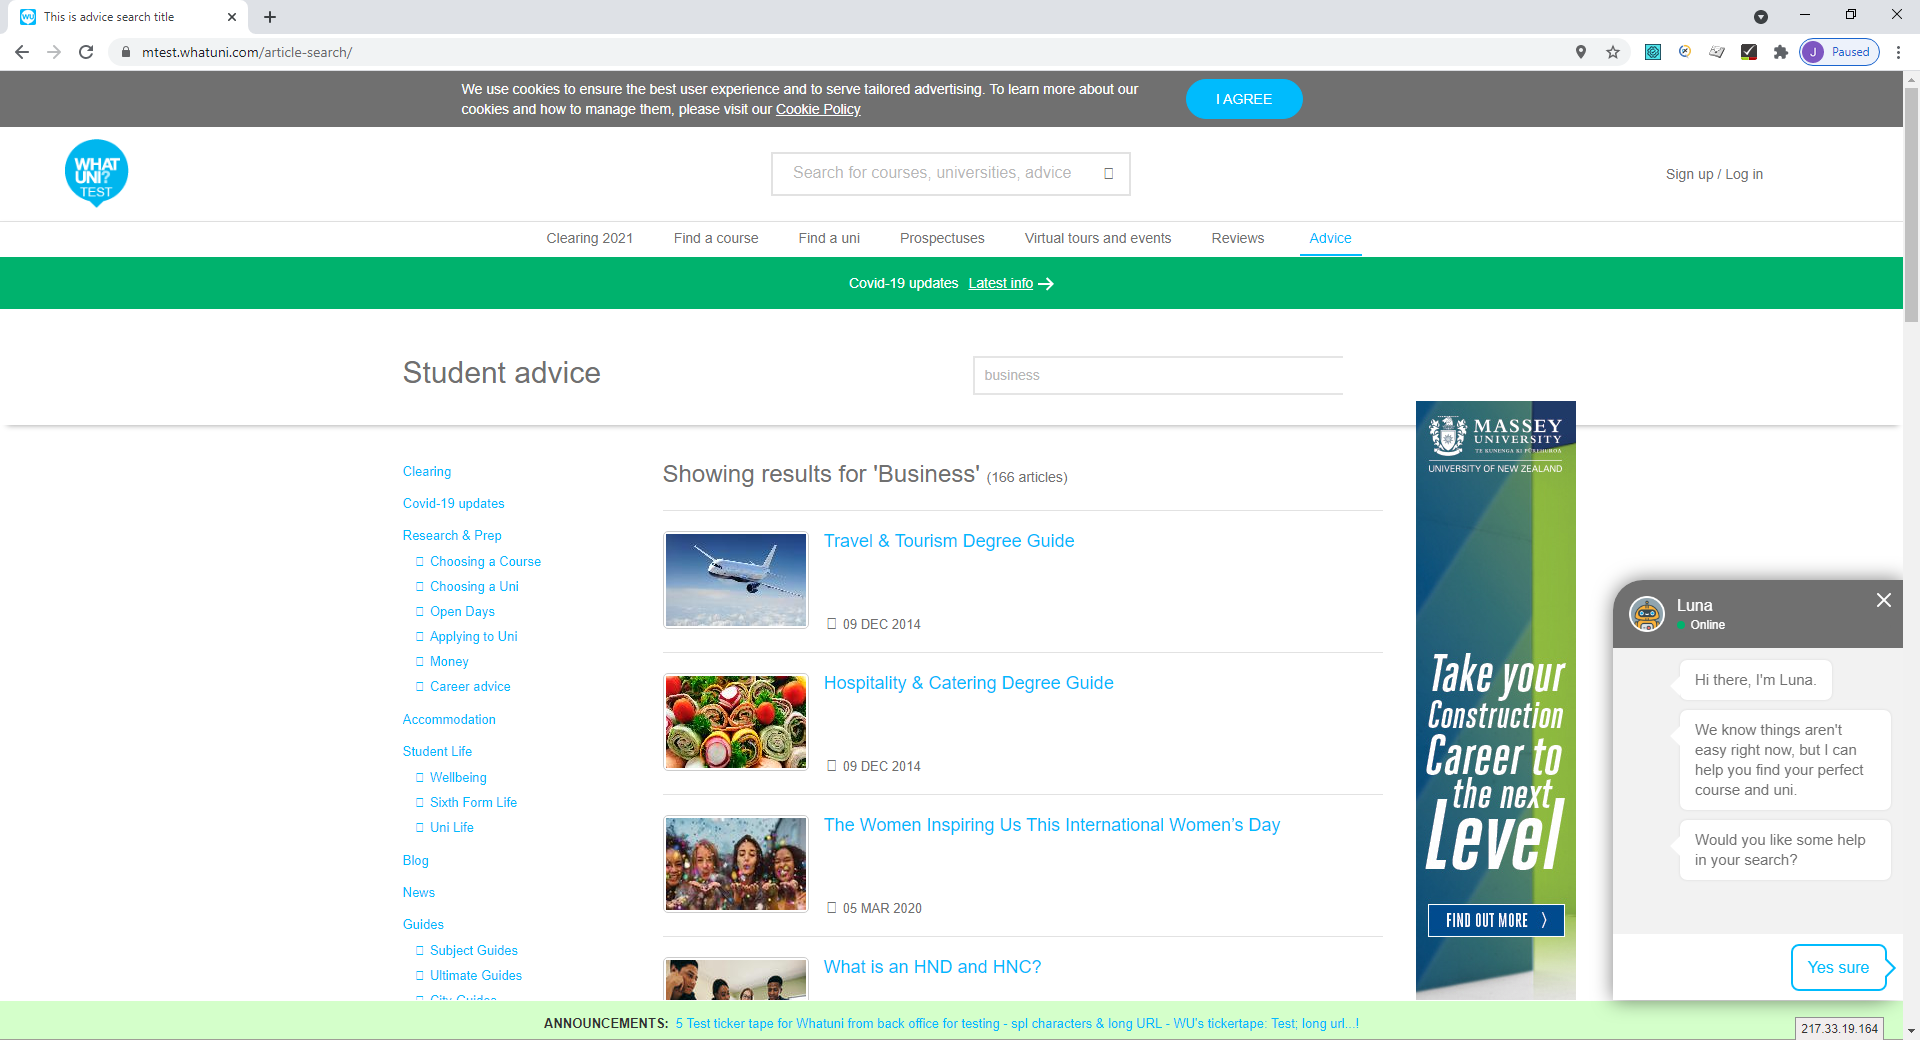 This is advice search title
mtest.whatuni.com/article-search/
J Paused
We use cookies to ensure the best user experience and to serve tailored advertising. To learn more about our
cookies and how to manage them, please visit our Cookie Policy
I AGREE
WHAT
UNI?
TEST
Search for courses, universities, advice
Sign up / Log in
Clearing 2021
Find a course
Find a uni
Prospectuses
Virtual tours and events
Reviews
Advice
Covid-19 updates Latest info
Student advice
business
Clearing
Covid-19 updates
Research & Prep
Choosing a Course
Choosing a Uni
Open Days
Applying to Uni
Money
Career advice
Accommodation
Student Life
Wellbeing
Sixth Form Life
Uni Life
Blog
News
Guides
Subject Guides
Ultimate Guides
City Guides
Showing results for 'Business' (166 articles)
Travel & Tourism Degree Guide
09 DEC 2014
Hospitality & Catering Degree Guide
09 DEC 2014
The Women Inspiring Us This International Women's Day
05 MAR 2020
What is an HND and HNC?
MASSEY
UNIVERSITY
TE KUNENGA KI PŪREHUROA
UNIVERSITY OF NEW ZEALAND
Take your
Construction
Career to
the next
Level
FIND OUT MORE
Luna
Online
Hi there, I'm Luna.
We know things aren't
easy right now, but I can
help you find your perfect
course and uni.
Would you like some help
in your search?
Yes sure
ANNOUNCEMENTS: 5 Test ticker tape for Whatuni from back office for testing - spl characters & long URL - WU's tickertape: Test; long url...!
217.33.19.164